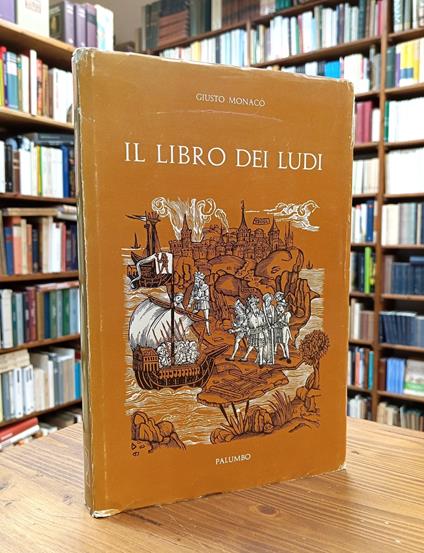 GIUSTO MONACO
IL LIBRO DEI LUDI
PALUMBO